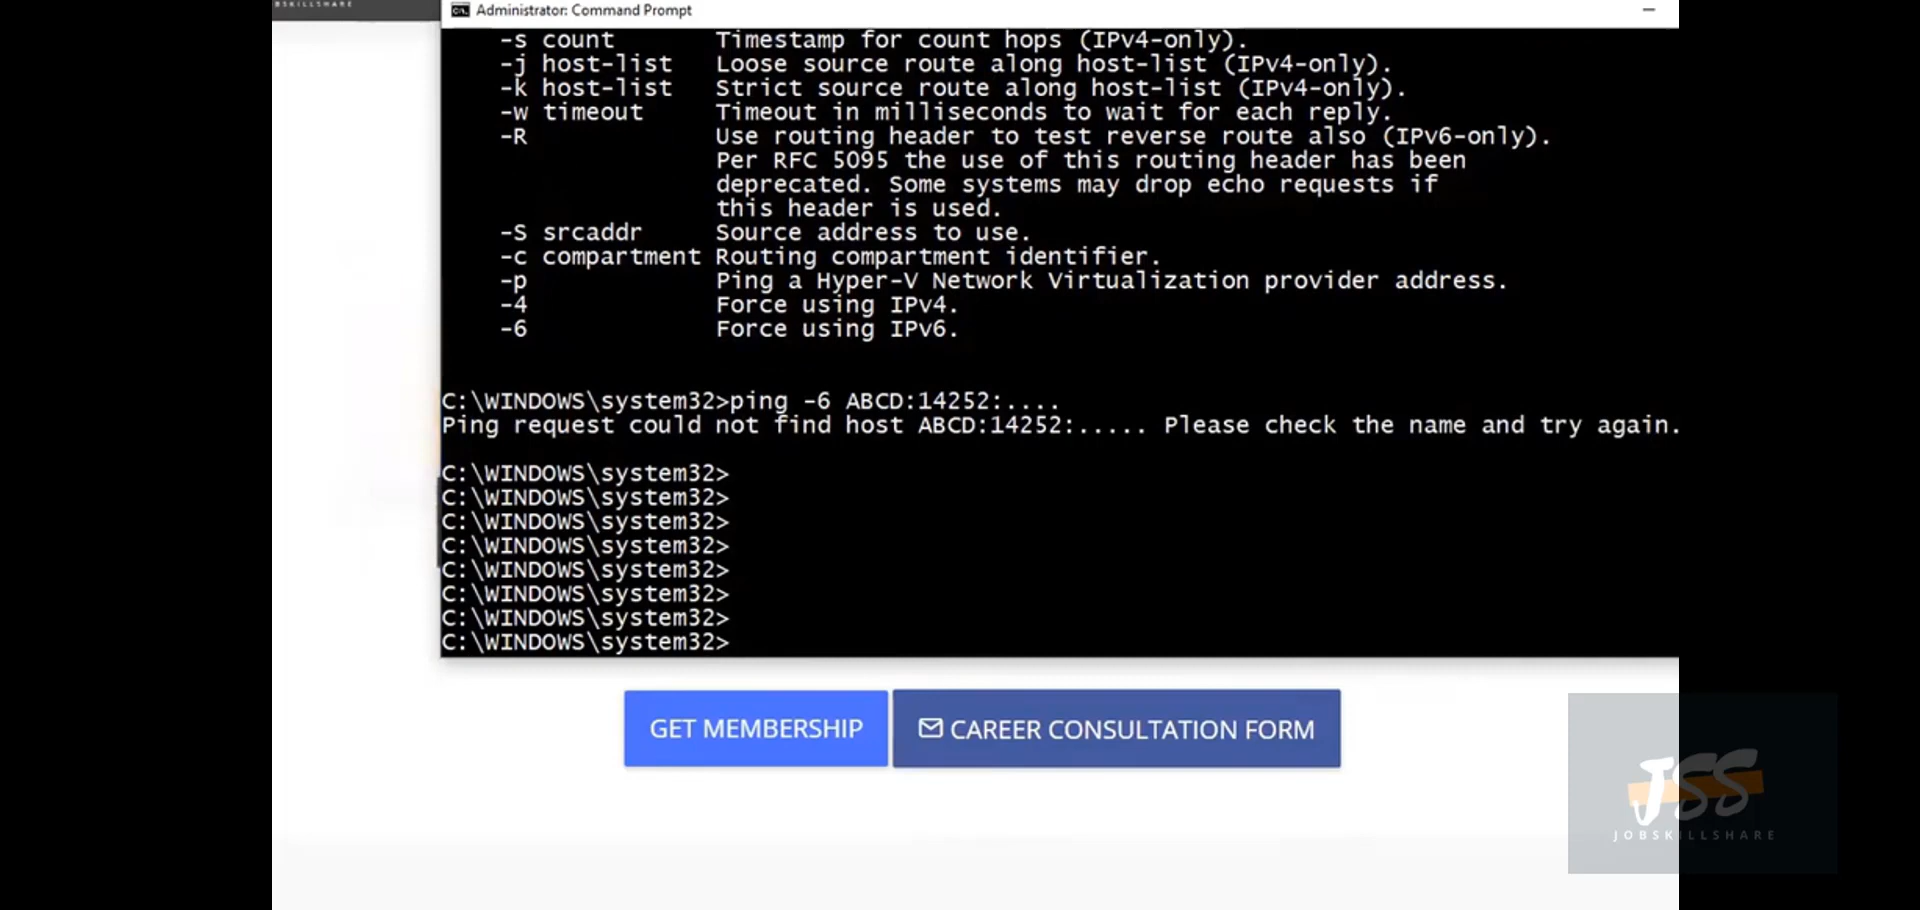 BSKILLSHARE
Administrator: Command Prompt
-s count Timestamp for count hops (IPv4-only).
-j host-list Loose source route along host-list (IPv4-only).
-k host-list Strict source route along host-list (IPv4-only).
-w timeout Timeout in milliseconds to wait for each reply.
-R Use routing header to test reverse route also (IPv6-only).
Per RFC 5095 the use of this routing header has been
deprecated. Some systems may drop echo requests if
this header is used.
-S srcaddr Source address to use.
-c compartment Routing compartment identifier.
-p Ping a Hyper-V Network Virtualization provider address.
-4 Force using IPv4.
-6 Force using IPv6.
C:\WINDOWS\system32>ping -6 ABCD:14252:....
Ping request could not find host ABCD:14252:..... Please check the name and try again.
C:\WINDOWS\system32>
C:\WINDOWS\system32>
C:\WINDOWS\system32>
C:\WINDOWS\system32>
C:\WINDOWS\system32>
C:\WINDOWS\system32>
C:\WINDOWS\system32>
C:\WINDOWS\system32>
GET MEMBERSHIP
CAREER CONSULTATION FORM
JSS
JOBSKILLSHARE